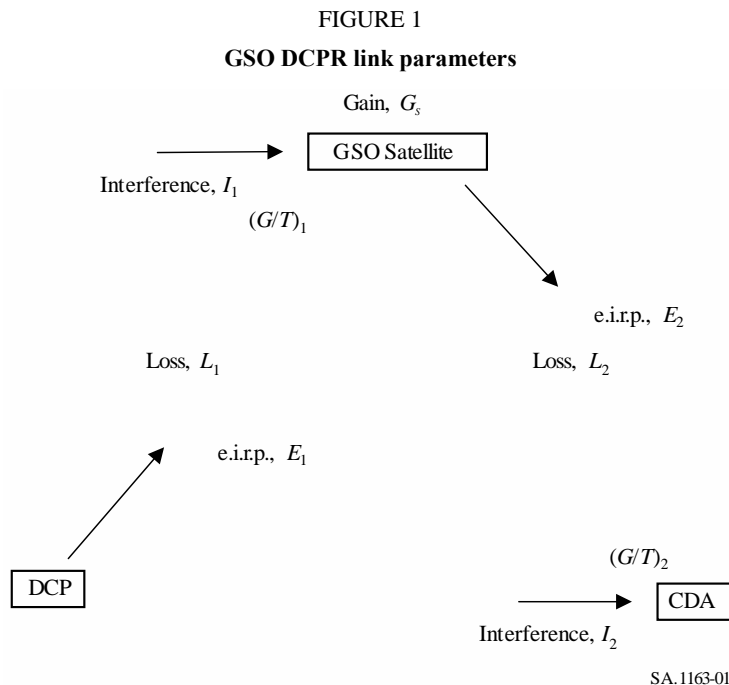 FIGURE 1
GSO DCPR link parameters
Gain, Gs
GSO Satellite
Interference, I1
(G/T)1
e.i.r.p., E2
Loss, L1
Loss, L2
e.i.r.p., E1
(G/T)2
DCP
CDA
Interference, I2
SA.1163-01